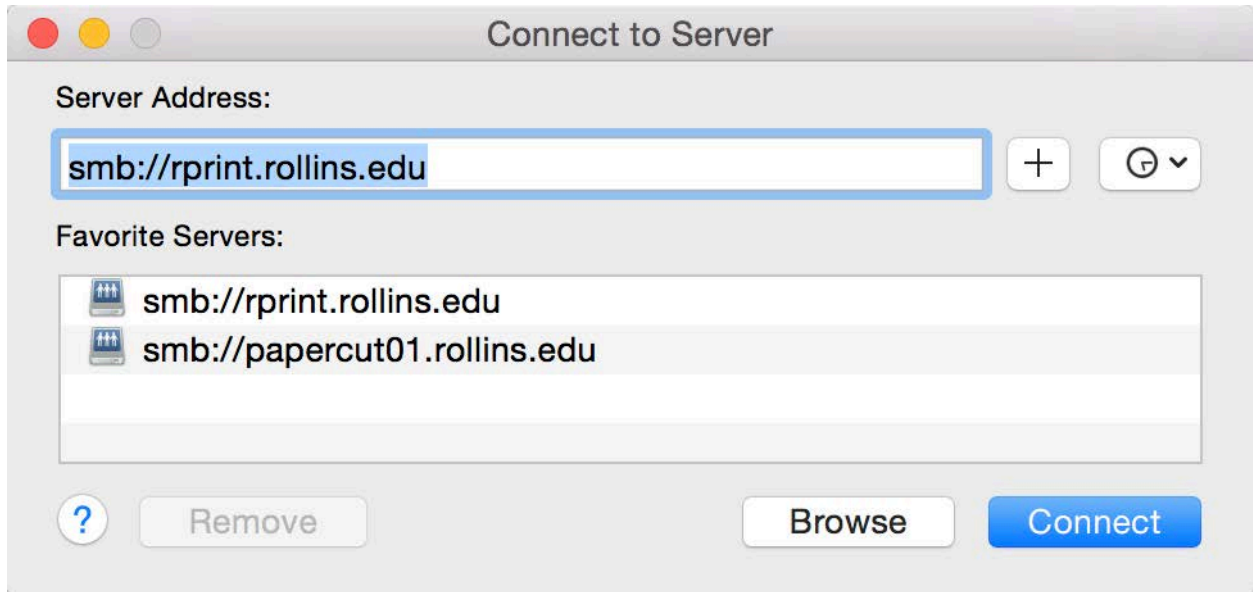 Connect to Server
Server Address:
smb://rprint.rollins.edu
Favorite Servers:
smb://rprint.rollins.edu
smb://papercut01.rollins.edu
? Remove Browse Connect